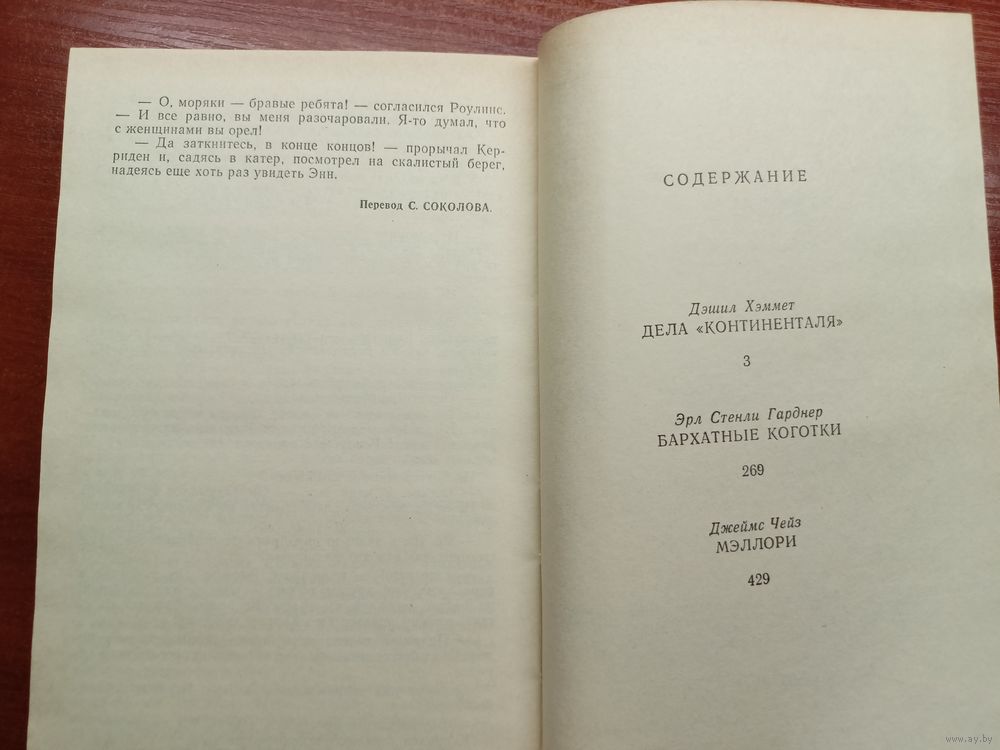 — О, моряки — бравые ребята! — согласился Роулинс.
— И все равно, вы меня разочаровали. Я-то думал, что
с женщинами вы орел!
— Да заткнитесь, в конце концов! — прорычал Кер-
риден и, садясь в катер, посмотрел на скалистый берег,
надеясь еще хоть раз увидеть Энн.
Перевод С. СОКОЛОВА.
СОДЕРЖАНИЕ
Дэшил Хэммет
ДЕЛА «КОНТИНЕНТАЛЯ»
3
Эрл Стенли Гарднер
БАРХАТНЫЕ КОГОТКИ
269
Джеймс Чейз
МЭЛЛОРИ
429
www.ay.by